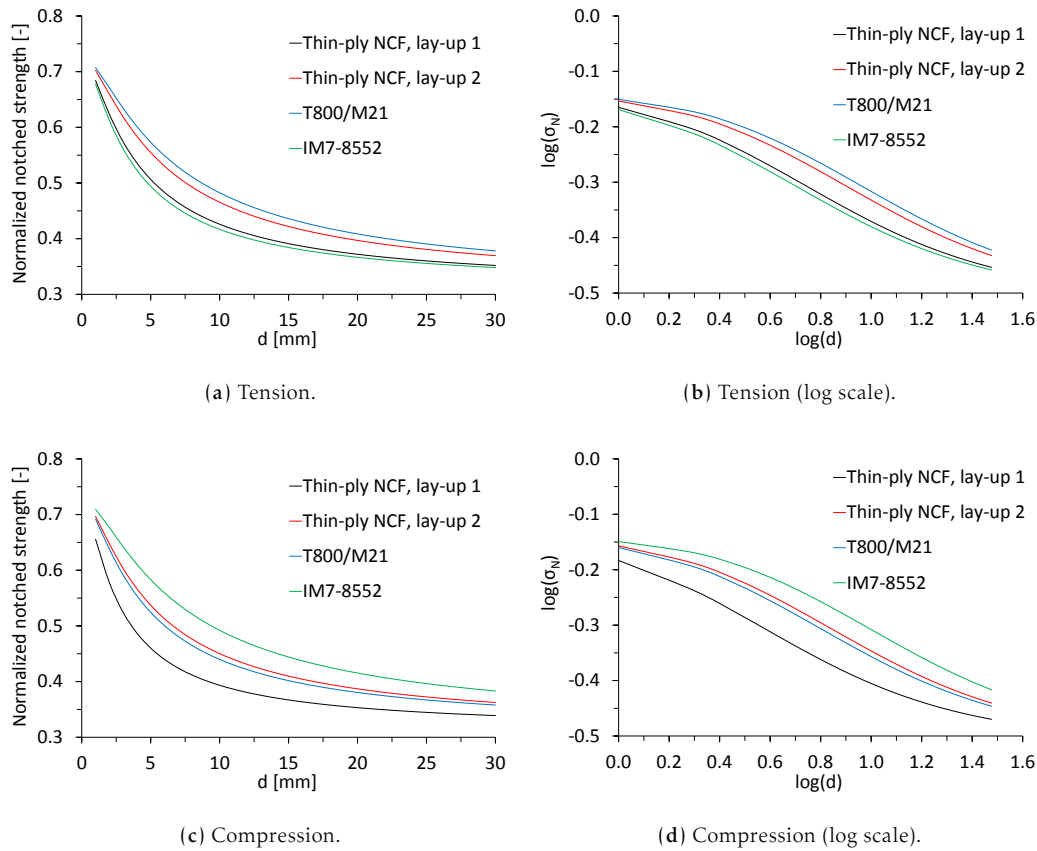 0.8
0.7
0.6
0.5
0.4
0.3
Normalized notched strength [-]
0 5 10 15 20 25 30
d [mm]
Thin-ply NCF, lay-up 1
Thin-ply NCF, lay-up 2
T800/M21
IM7-8552
(a) Tension.
0.0
-0.1
-0.2
-0.3
-0.4
-0.5
log(σN)
0.0 0.2 0.4 0.6 0.8 1.0 1.2 1.4 1.6
log(d)
Thin-ply NCF, lay-up 1
Thin-ply NCF, lay-up 2
T800/M21
IM7-8552
(b) Tension (log scale).
0.8
0.7
0.6
0.5
0.4
0.3
Normalized notched strength [-]
0 5 10 15 20 25 30
d [mm]
Thin-ply NCF, lay-up 1
Thin-ply NCF, lay-up 2
T800/M21
IM7-8552
(c) Compression.
0.0
-0.1
-0.2
-0.3
-0.4
-0.5
log(σN)
0.0 0.2 0.4 0.6 0.8 1.0 1.2 1.4 1.6
log(d)
Thin-ply NCF, lay-up 1
Thin-ply NCF, lay-up 2
T800/M21
IM7-8552
(d) Compression (log scale).